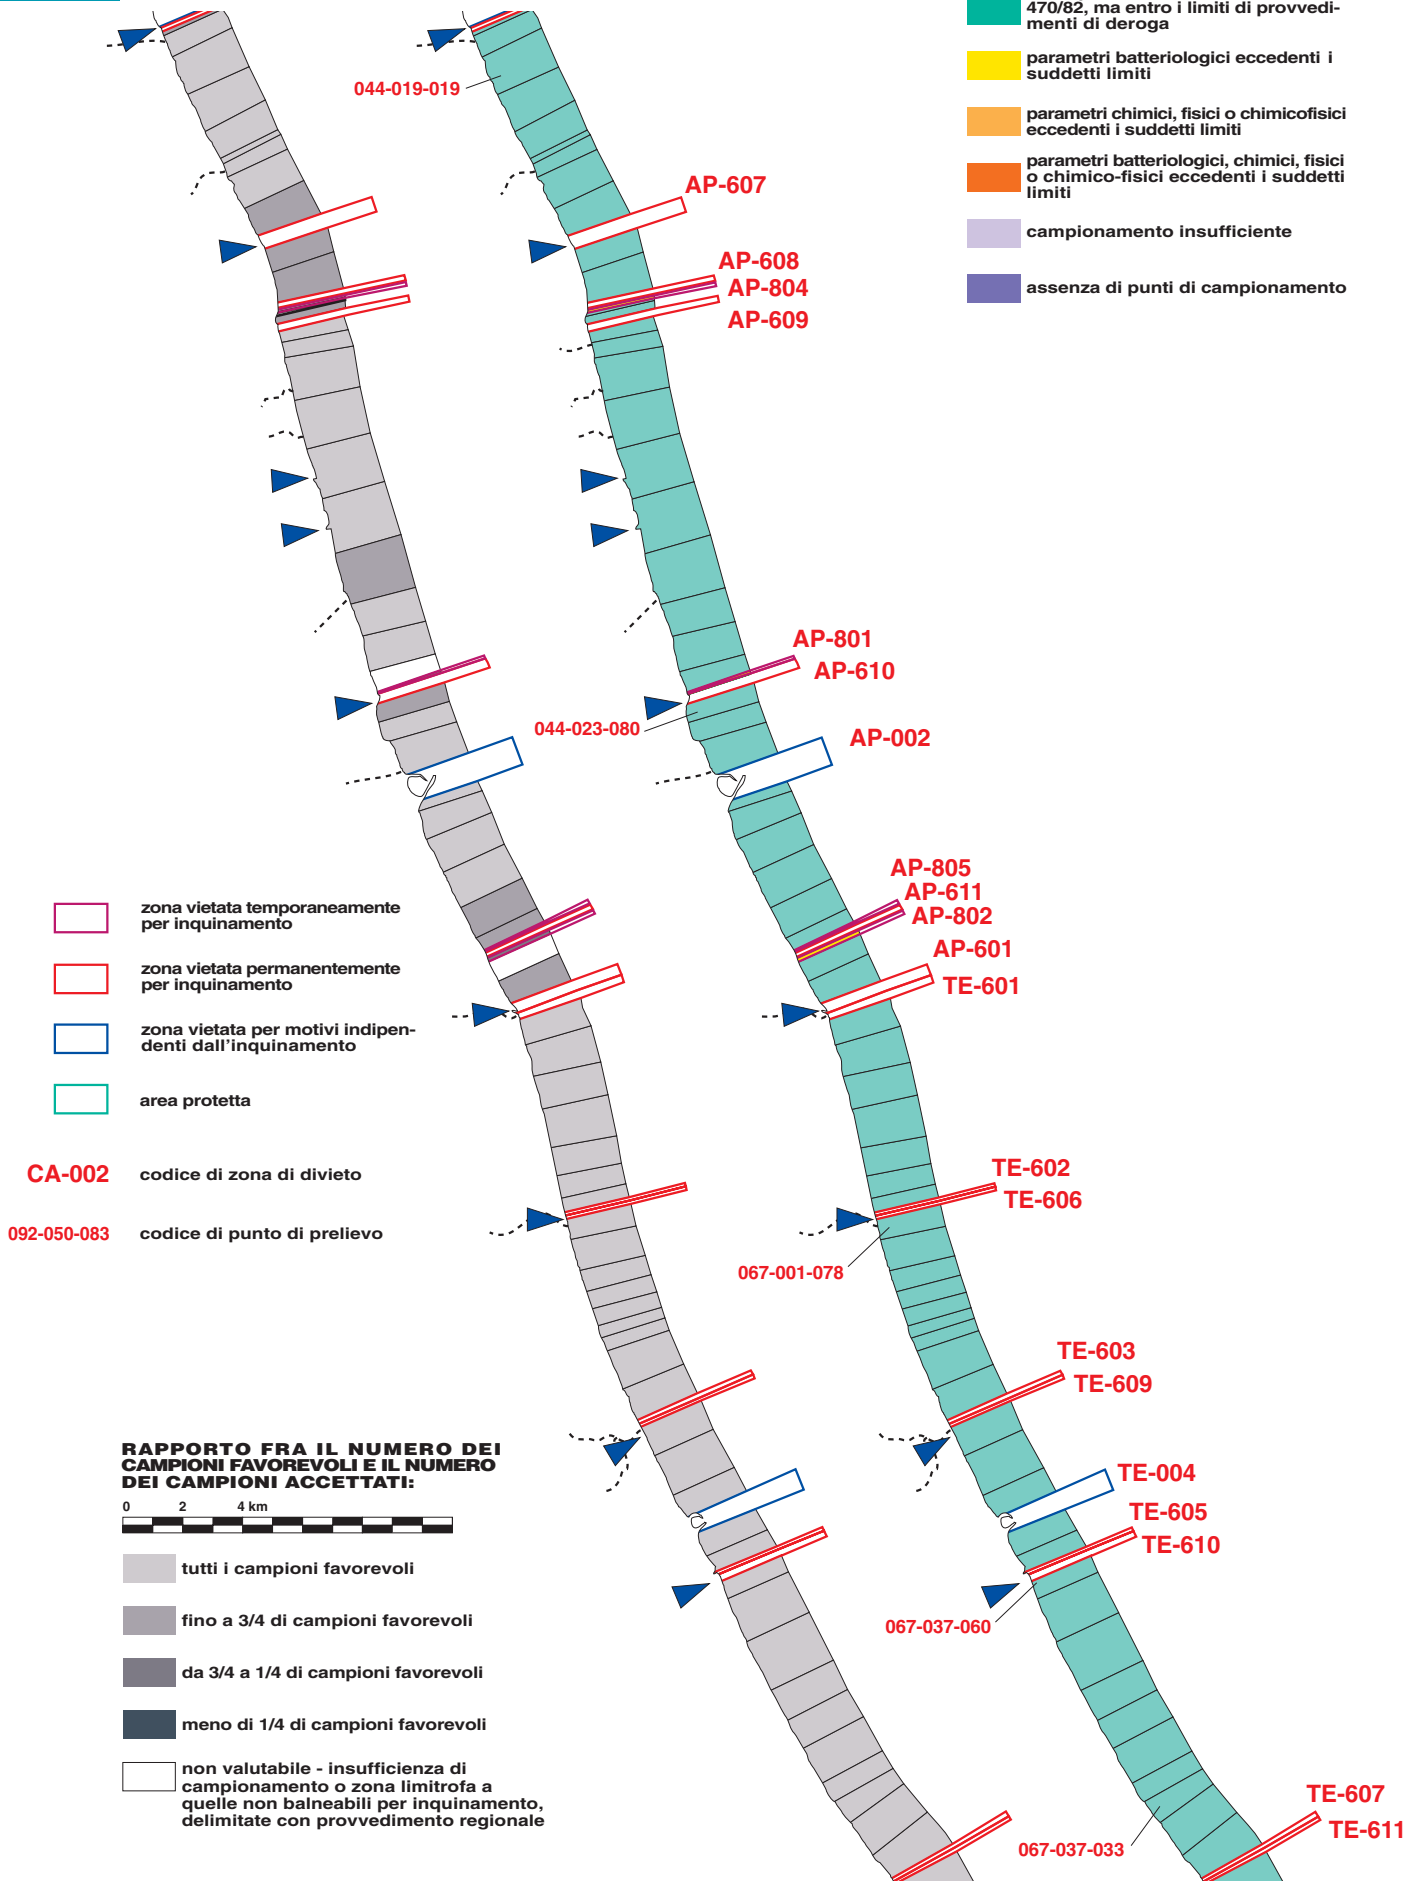 470/82, ma entro i limiti di provvedi-
menti di deroga
parametri batteriologici eccedenti i
suddetti limiti
parametri chimici, fisici o chimicofisici
eccedenti i suddetti limiti
parametri batteriologici, chimici, fisici
o chimico-fisici eccedenti i suddetti
limiti
campionamento insufficiente
assenza di punti di campionamento
044-019-019
AP-607
AP-608
AP-804
AP-609
AP-801
AP-610
044-023-080
AP-002
AP-805
AP-611
AP-802
AP-601
TE-601
TE-602
TE-606
067-001-078
TE-603
TE-609
TE-004
TE-605
TE-610
067-037-060
TE-607
TE-611
067-037-033
zona vietata temporaneamente
per inquinamento
zona vietata permanentemente
per inquinamento
zona vietata per motivi indipen-
denti dall'inquinamento
area protetta
CA-002 codice di zona di divieto
092-050-083 codice di punto di prelievo
RAPPORTO FRA IL NUMERO DEI
CAMPIONI FAVOREVOLI E IL NUMERO
DEI CAMPIONI ACCETTATI:
0 2 4 km
tutti i campioni favorevoli
fino a 3/4 di campioni favorevoli
da 3/4 a 1/4 di campioni favorevoli
meno di 1/4 di campioni favorevoli
non valutabile - insufficienza di
campionamento o zona limitrofa a
quelle non balneabili per inquinamento,
delimitate con provvedimento regionale